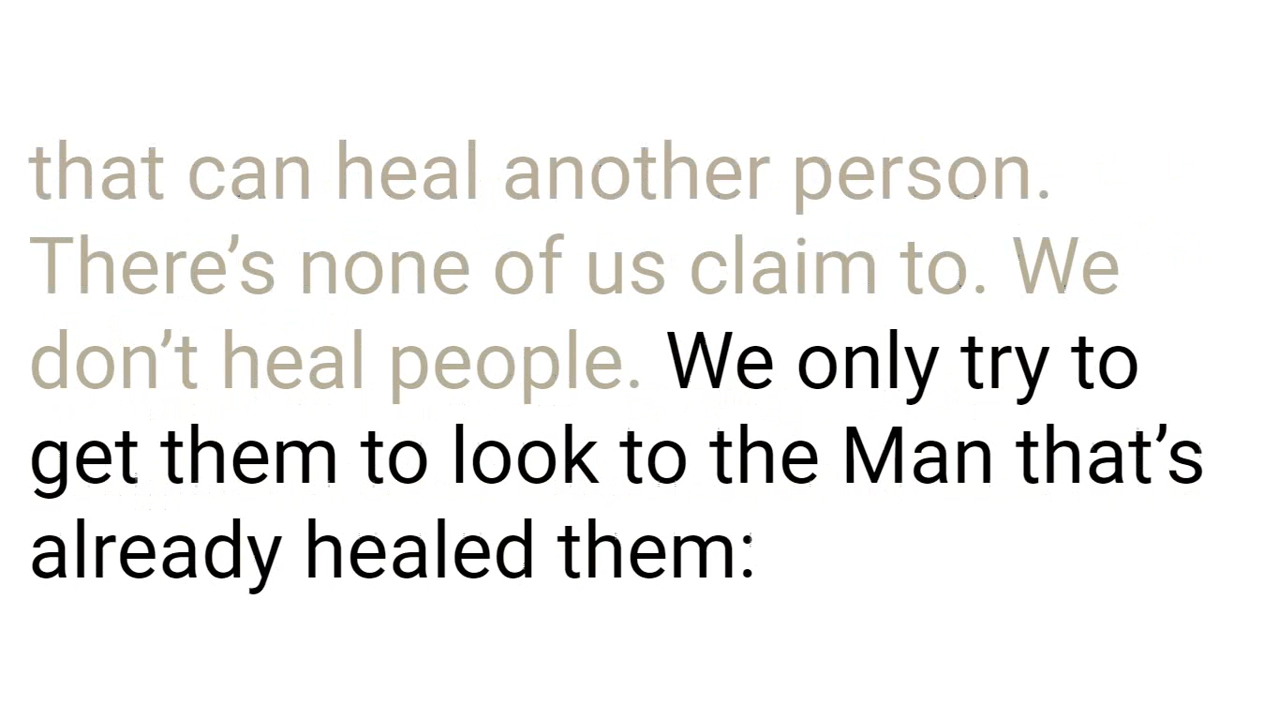 that can heal another person.
There’s none of us claim to. We
don’t heal people. We only try to
get them to look to the Man that’s
already healed them: